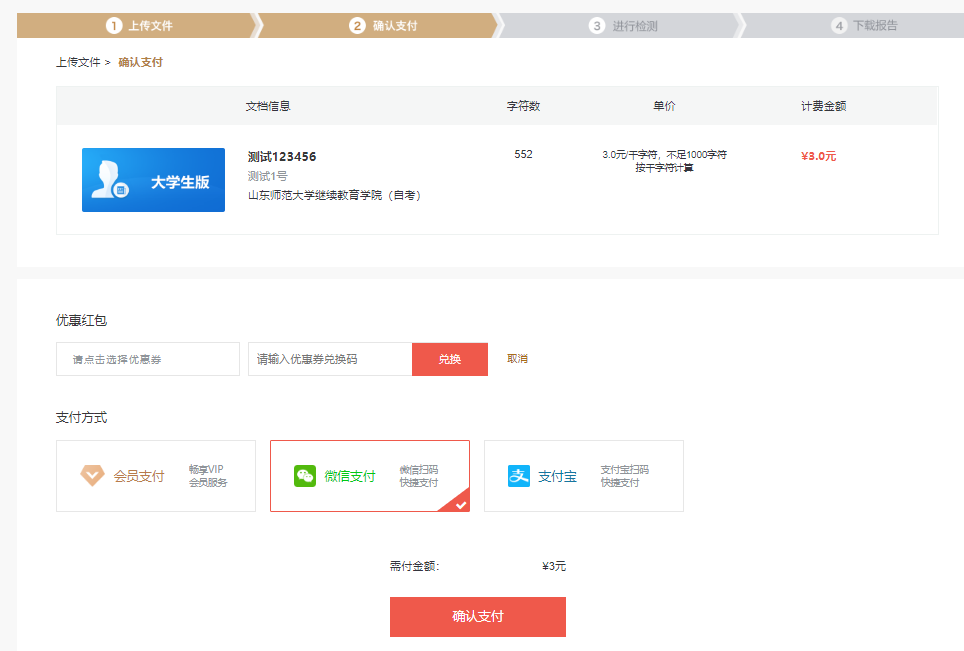 1 上传文件
2 确认支付
3 进行检测
4 下载报告
上传文件 > 确认支付
文档信息 字符数 单价 计费金额
大学生版
测试123456
测试1号
山东师范大学继续教育学院（自考）
552
3.0元/千字符，不足1000字符
按千字符计算
¥3.0元
优惠红包
请点击选择优惠券 请输入优惠券兑换码 兑换 取消
支付方式
会员支付
畅享VIP
会员服务
微信支付
微信扫码
快捷支付
支付宝
支付宝扫码
快捷支付
需付金额： ¥3元
确认支付